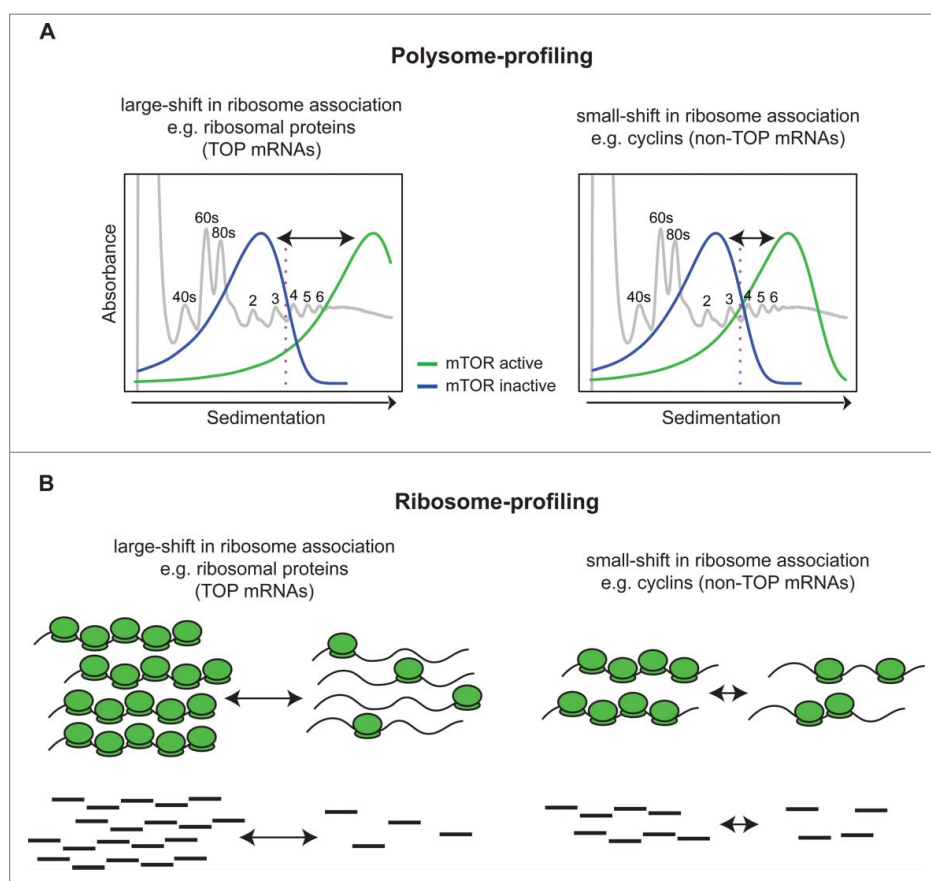 A
Polysome-profiling
large-shift in ribosome association
e.g. ribosomal proteins
(TOP mRNAs)
small-shift in ribosome association
e.g. cyclins (non-TOP mRNAs)
Absorbance
40s
60s
80s
2
3
4
5
6
40s
60s
80s
2
3
4
5
6
mTOR active
mTOR inactive
Sedimentation
Sedimentation
B
Ribosome-profiling
large-shift in ribosome association
e.g. ribosomal proteins
(TOP mRNAs)
small-shift in ribosome association
e.g. cyclins (non-TOP mRNAs)